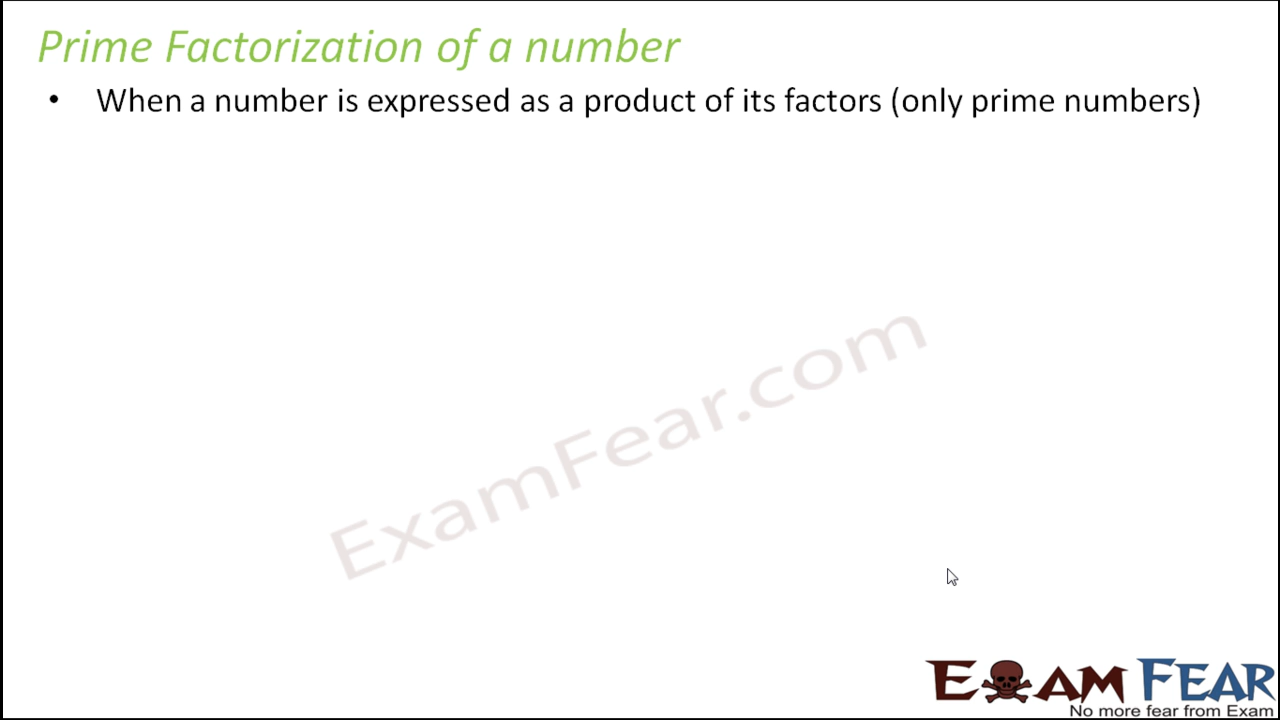 Prime Factorization of a number
• When a number is expressed as a product of its factors (only prime numbers)
ExamFear.com
EXAM FEAR
No more fear from Exam